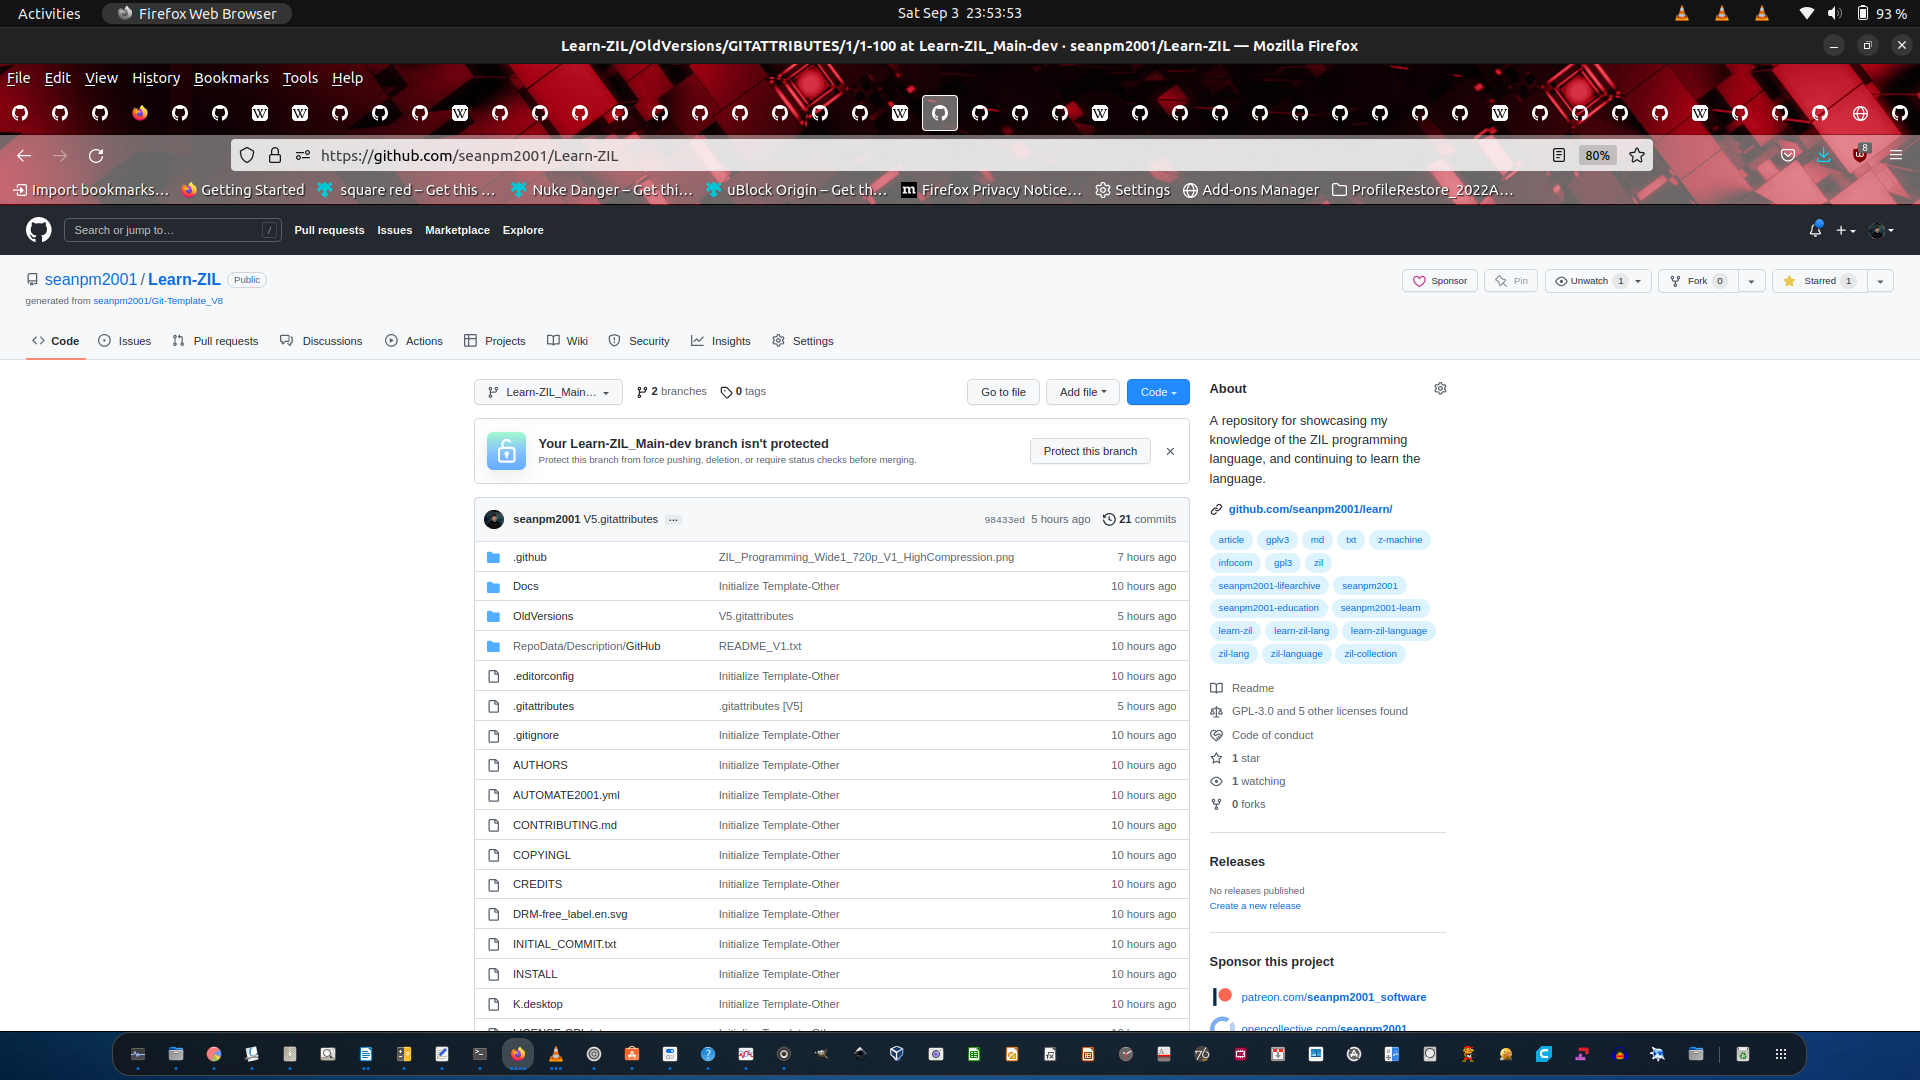 Activities
Firefox Web Browser
Sat Sep 3 23:53:53
93 %
Learn-ZIL/OldVersions/GITATTRIBUTES/1/1-100 at Learn-ZIL_Main-dev · seanpm2001/Learn-ZIL — Mozilla Firefox
File Edit View History Bookmarks Tools Help
https://github.com/seanpm2001/Learn-ZIL
80%
8
Import bookmarks…
Getting Started
square red – Get this …
Nuke Danger – Get thi…
uBlock Origin – Get th…
Firefox Privacy Notice…
Settings
Add-ons Manager
ProfileRestore_2022A…
Search or jump to…
/
Pull requests
Issues
Marketplace
Explore
seanpm2001 / Learn-ZIL
Public
generated from seanpm2001/Git-Template_V8
Sponsor
Pin
Unwatch 1
Fork 0
Starred 1
Code
Issues
Pull requests
Discussions
Actions
Projects
Wiki
Security
Insights
Settings
Learn-ZIL_Main…
2 branches
0 tags
Go to file
Add file
Code
Your Learn-ZIL_Main-dev branch isn't protected
Protect this branch from force pushing, deletion, or require status checks before merging.
Protect this branch
seanpm2001 V5.gitattributes … 98433ed 5 hours ago 21 commits
.github ZIL_Programming_Wide1_720p_V1_HighCompression.png 7 hours ago
Docs Initialize Template-Other 10 hours ago
OldVersions V5.gitattributes 5 hours ago
RepoData/Description/GitHub README_V1.txt 10 hours ago
.editorconfig Initialize Template-Other 10 hours ago
.gitattributes .gitattributes [V5] 5 hours ago
.gitignore Initialize Template-Other 10 hours ago
AUTHORS Initialize Template-Other 10 hours ago
AUTOMATE2001.yml Initialize Template-Other 10 hours ago
CONTRIBUTING.md Initialize Template-Other 10 hours ago
COPYINGL Initialize Template-Other 10 hours ago
CREDITS Initialize Template-Other 10 hours ago
DRM-free_label.en.svg Initialize Template-Other 10 hours ago
INITIAL_COMMIT.txt Initialize Template-Other 10 hours ago
INSTALL Initialize Template-Other 10 hours ago
K.desktop Initialize Template-Other 10 hours ago
About
A repository for showcasing my
knowledge of the ZIL programming
language, and continuing to learn the
language.
github.com/seanpm2001/learn/
article gplv3 md txt z-machine
infocom gpl3 zil
seanpm2001-lifearchive seanpm2001
seanpm2001-education seanpm2001-learn
learn-zil learn-zil-lang learn-zil-language
zil-lang zil-language zil-collection
Readme
GPL-3.0 and 5 other licenses found
Code of conduct
1 star
1 watching
0 forks
Releases
No releases published
Create a new release
Sponsor this project
patreon.com/seanpm2001_software
opencollective.com/seanpm2001